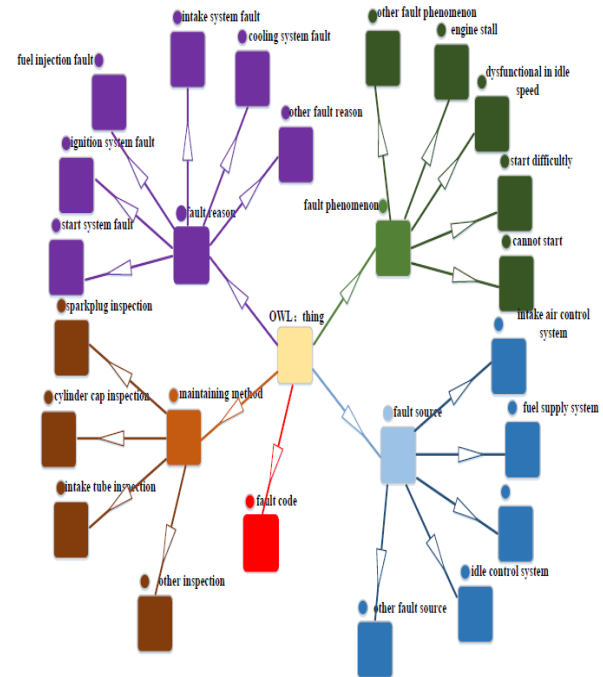 intake system fault
other fault phenomenon
engine stall
cooling system fault
fuel injection fault
dysfunctional in idle
speed
other fault reason
ignition system fault
start difficultly
fault reason
fault phenomenon
start system fault
cannot start
sparkplug inspection
OWL: thing
intake air control
system
cylinder cap inspection
maintaining method
fault source
fuel supply system
intake tube inspection
fault code
idle control system
other inspection
other fault source